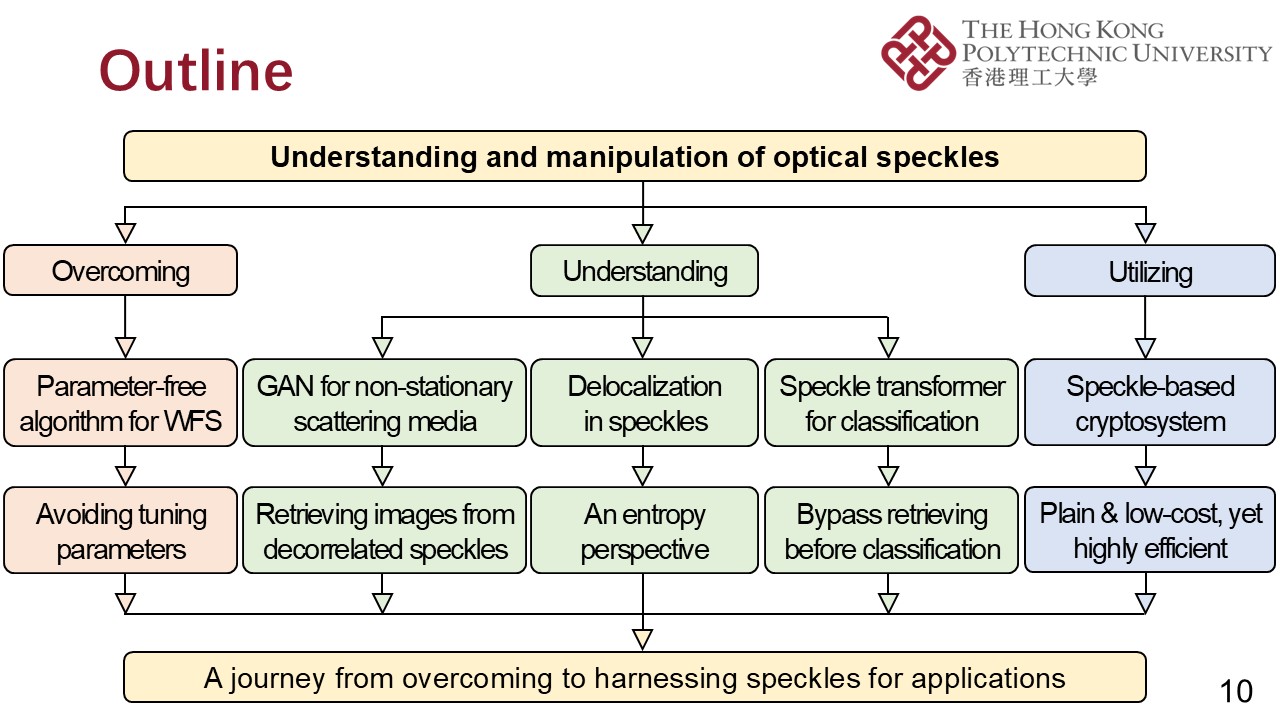 Outline
THE HONG KONG
POLYTECHNIC UNIVERSITY
香港理工大學
Understanding and manipulation of optical speckles
Overcoming
Understanding
Utilizing
Parameter-free
algorithm for WFS
GAN for non-stationary
scattering media
Delocalization
in speckles
Speckle transformer
for classification
Speckle-based
cryptosystem
Avoiding tuning
parameters
Retrieving images from
decorrelated speckles
An entropy
perspective
Bypass retrieving
before classification
Plain & low-cost, yet
highly efficient
A journey from overcoming to harnessing speckles for applications
10